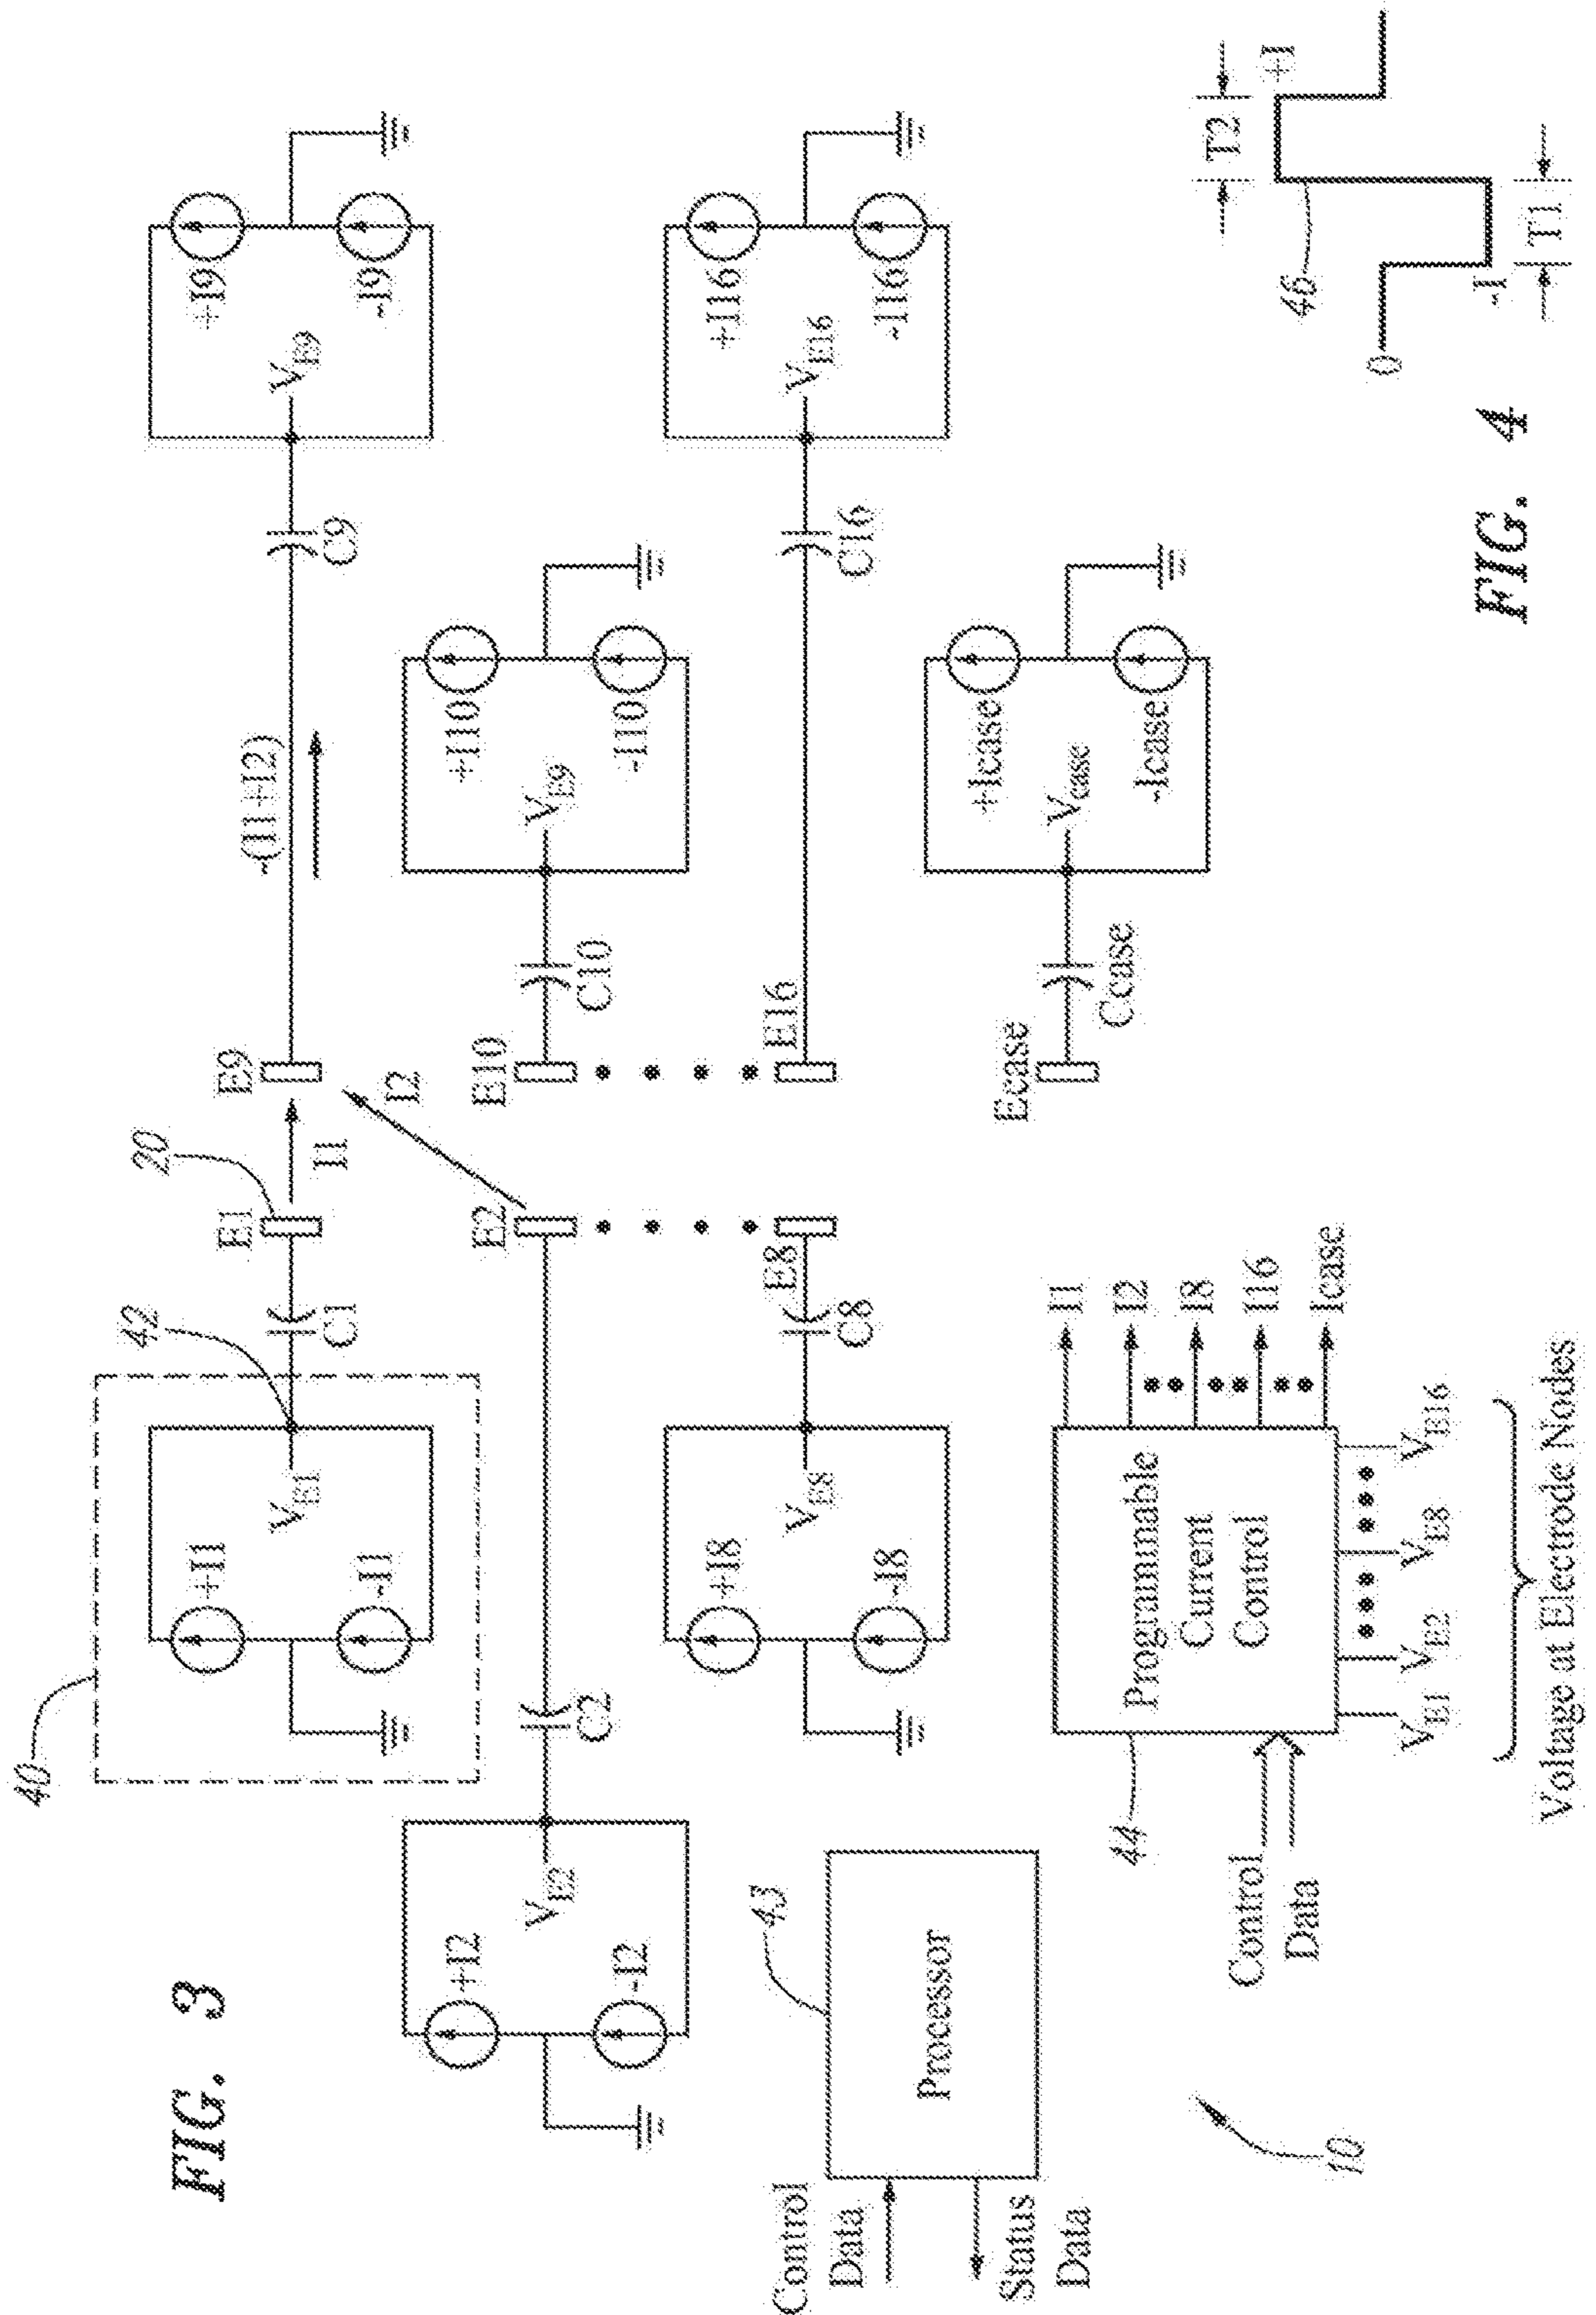 FIG. 3
40
42
20
+I1
-I1
VE1
C1
E1
I1
E9
-(I1+I2)
C9
VE9
+I9
-I9
+I2
-I2
VE2
C2
E2
I2
E10
C10
VE9
+I10
-I10
+I8
-I8
VE8
C8
E8
E16
C16
VE16
+I16
-I16
Control
Data
Status
Data
Processor
43
Ecase
Ccase
Vcase
+Icase
-Icase
10
44
Control
Data
Programmable
Current
Control
I1
I2
I8
I16
Icase
VE1
VE2
VE8
VE16
Voltage at Electrode Nodes
FIG. 4
0
46
-I
+I
T1
T2